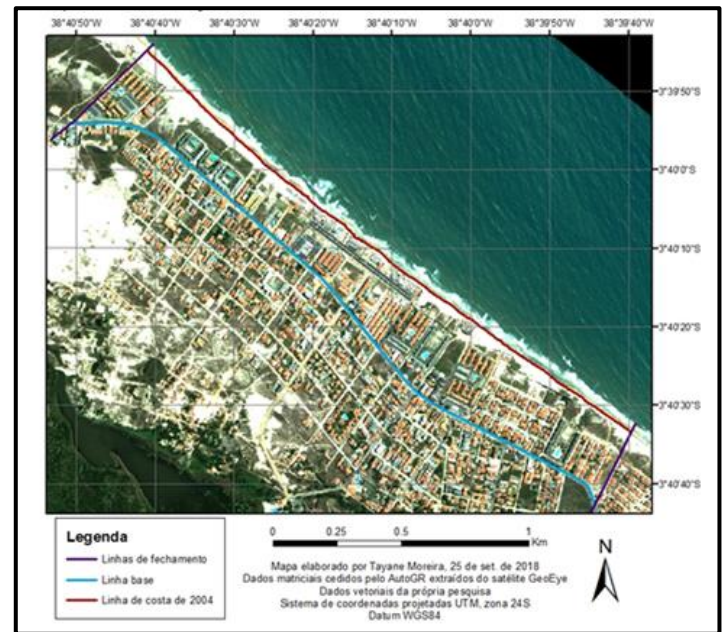 38°40'50"O 38°40'40"O 38°40'30"O 38°40'20"O 38°40'10"O 38°40'0"O 38°39'50"O 38°39'40"O
3°39'50"S
3°40'0"S
3°40'10"S
3°40'20"S
3°40'30"S
3°40'40"S
Legenda
Linhas de fechamento
Linha base
Linha de costa de 2004
0 0.25 0.5 1
Km
N
Mapa elaborado por Tayane Moreira, 25 de set. de 2018
Dados matriciais cedidos pelo AutoGR extraídos do satélite GeoEye
Dados vetoriais da própria pesquisa
Sistema de coordenadas projetadas UTM, zona 24S
Datum WGS84